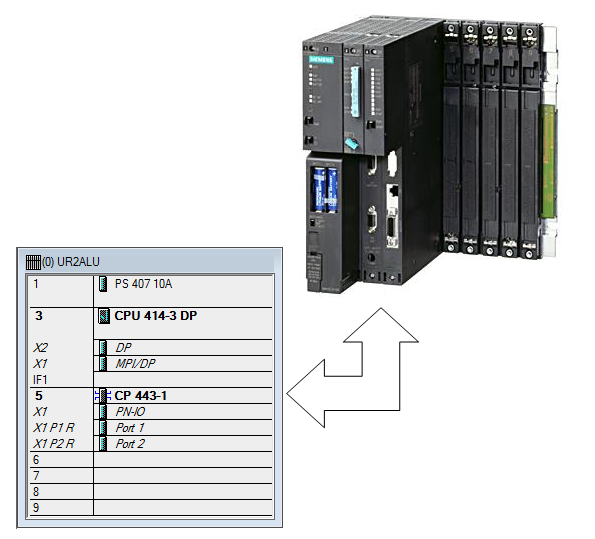 SIEMENS
(0) UR2ALU
1 PS 407 10A
3 CPU 414-3 DP
X2 DP
X1 MPI/DP
IF1
5 CP 443-1
X1 PN-IO
X1 P1 R Port 1
X1 P2 R Port 2
6
7
8
9